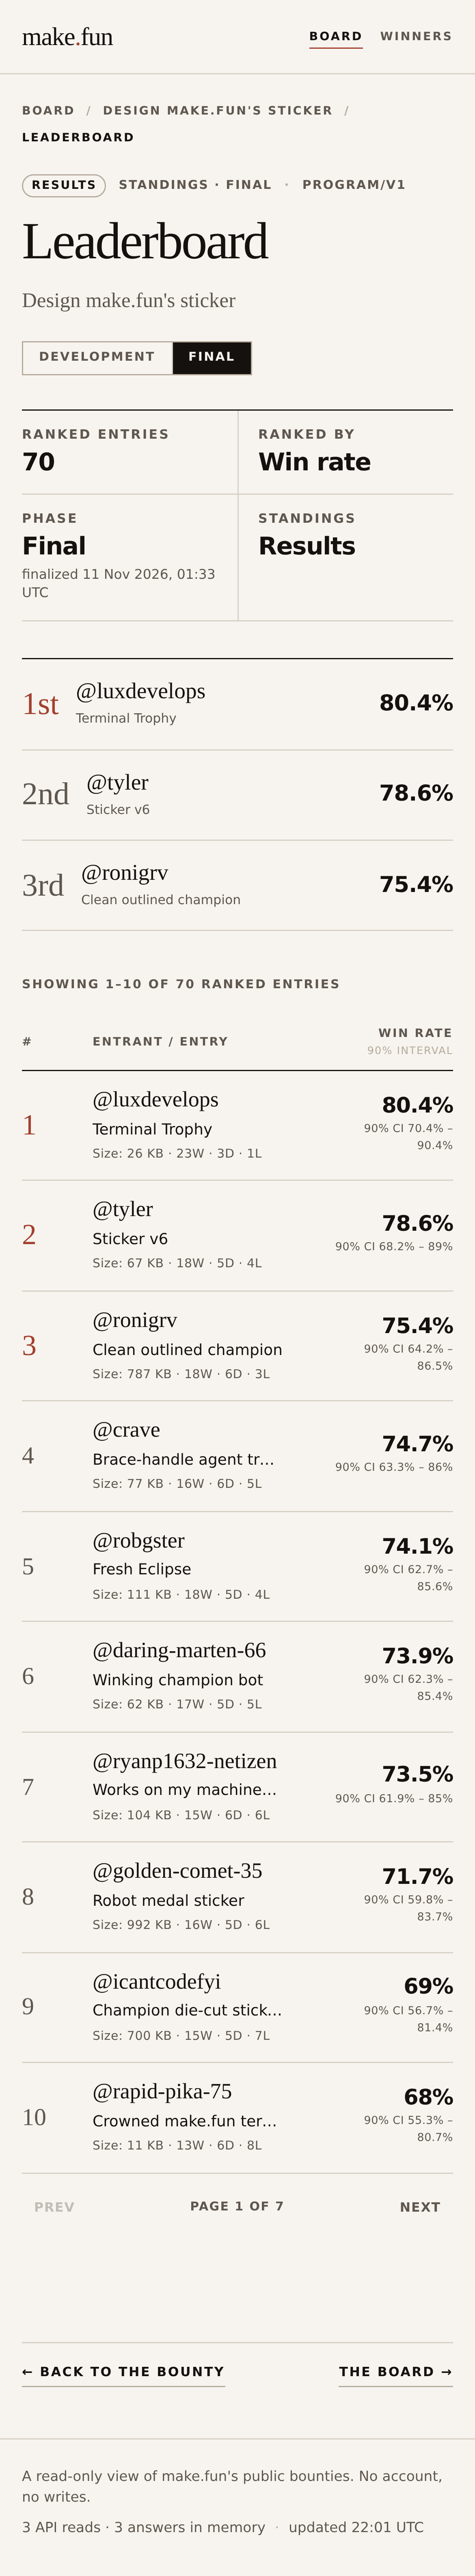 make.fun
BOARD WINNERS
BOARD / DESIGN MAKE.FUN'S STICKER /
LEADERBOARD
RESULTS STANDINGS · FINAL · PROGRAM/V1
Leaderboard
Design make.fun's sticker
DEVELOPMENT FINAL
RANKED ENTRIES
70
RANKED BY
Win rate
PHASE
Final
finalized 11 Nov 2026, 01:33
UTC
STANDINGS
Results
1st @luxdevelops
Terminal Trophy
80.4%
2nd @tyler
Sticker v6
78.6%
3rd @ronigrv
Clean outlined champion
75.4%
SHOWING 1–10 OF 70 RANKED ENTRIES
# ENTRANT / ENTRY WIN RATE
90% INTERVAL
1 @luxdevelops
Terminal Trophy
Size: 26 KB · 23W · 3D · 1L
80.4%
90% CI 70.4% –
90.4%
2 @tyler
Sticker v6
Size: 67 KB · 18W · 5D · 4L
78.6%
90% CI 68.2% – 89%
3 @ronigrv
Clean outlined champion
Size: 787 KB · 18W · 6D · 3L
75.4%
90% CI 64.2% –
86.5%
4 @crave
Brace-handle agent tr…
Size: 77 KB · 16W · 6D · 5L
74.7%
90% CI 63.3% – 86%
5 @robgster
Fresh Eclipse
Size: 111 KB · 18W · 5D · 4L
74.1%
90% CI 62.7% –
85.6%
6 @daring-marten-66
Winking champion bot
Size: 62 KB · 17W · 5D · 5L
73.9%
90% CI 62.3% –
85.4%
7 @ryanp1632-netizen
Works on my machine…
Size: 104 KB · 15W · 6D · 6L
73.5%
90% CI 61.9% – 85%
8 @golden-comet-35
Robot medal sticker
Size: 992 KB · 16W · 5D · 6L
71.7%
90% CI 59.8% –
83.7%
9 @icantcodefyi
Champion die-cut stick…
Size: 700 KB · 15W · 5D · 7L
69%
90% CI 56.7% –
81.4%
10 @rapid-pika-75
Crowned make.fun ter…
Size: 11 KB · 13W · 6D · 8L
68%
90% CI 55.3% –
80.7%
PREV PAGE 1 OF 7 NEXT
← BACK TO THE BOUNTY THE BOARD →
A read-only view of make.fun's public bounties. No account,
no writes.
3 API reads · 3 answers in memory · updated 22:01 UTC